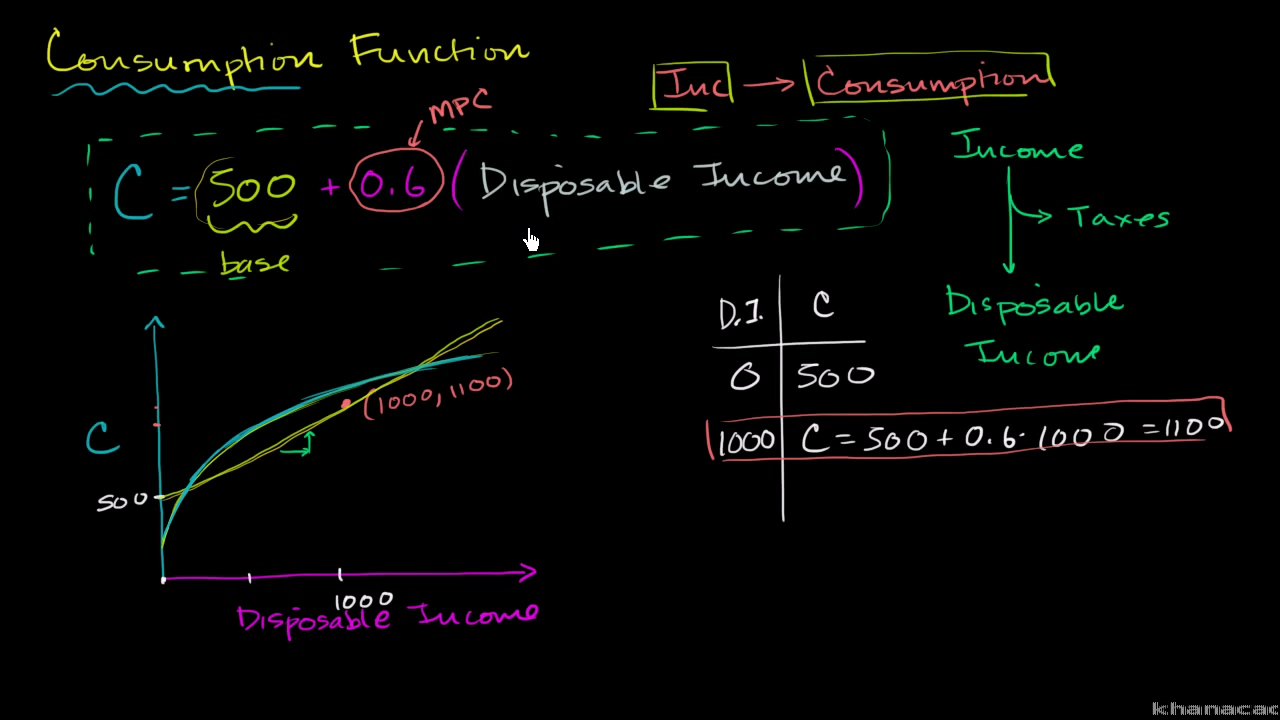 Consumption Function
Inc → Consumption
MPC
C = 500 + 0.6 (Disposable Income)
base
Income
Taxes
Disposable
Income
D.I. C
0 500
1000 C = 500 + 0.6 · 1000 = 1100
(1000, 1100)
C
500
1000
Disposable Income
khanacac